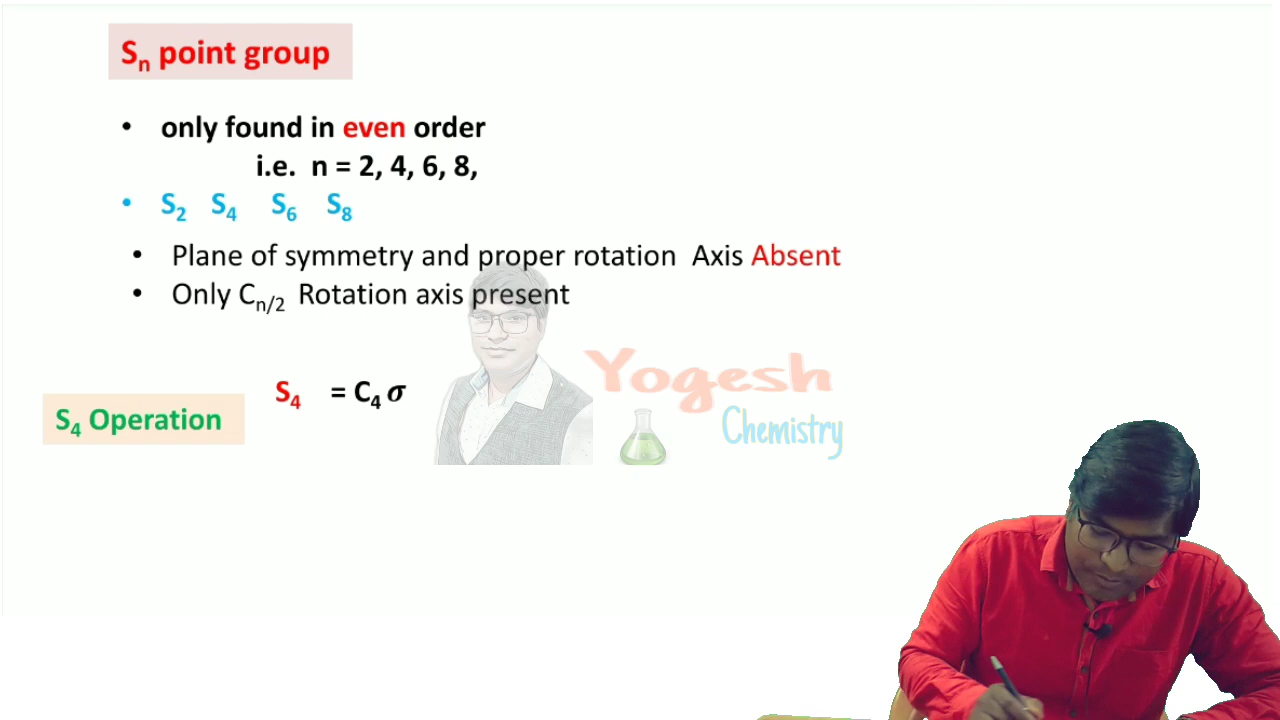 Sₙ point group
• only found in even order
i.e. n = 2, 4, 6, 8,
• S₂ S₄ S₆ S₈
• Plane of symmetry and proper rotation Axis Absent
• Only Cn/2 Rotation axis present
S₄ = C₄ σ
S₄ Operation
Yogesh
Chemistry